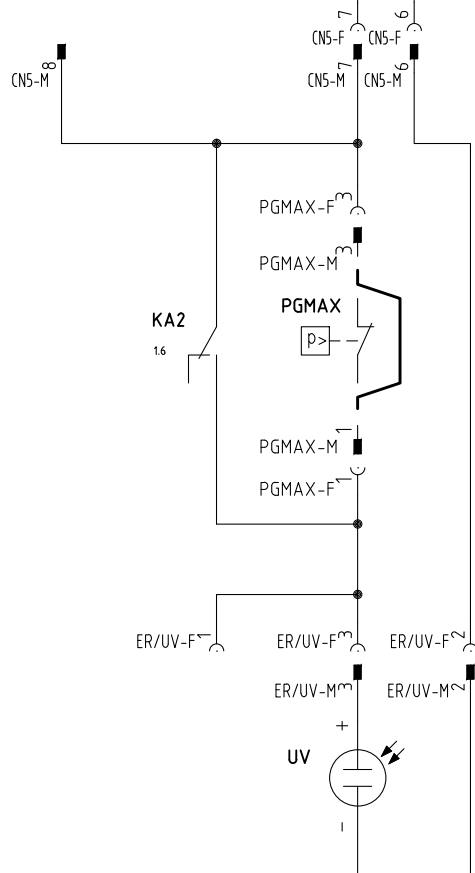 7 6
CN5-F CN5-F
8 7 6
CN5-M CN5-M CN5-M
PGMAX-F 3
PGMAX-M 3
PGMAX
KA2
p>
1.6
PGMAX-M 1
PGMAX-F 1
ER/UV-F 1 ER/UV-F 3 ER/UV-F 2
ER/UV-M 3 ER/UV-M 2
+
UV
-